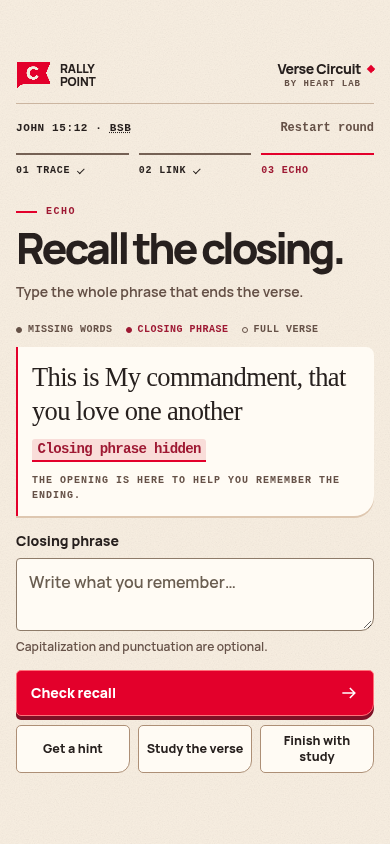 C
RALLY
POINT
Verse Circuit
BY HEART LAB
JOHN 15:12 · BSB
Restart round
01 TRACE ✓
02 LINK ✓
03 ECHO
ECHO
Recall the closing.
Type the whole phrase that ends the verse.
MISSING WORDS
CLOSING PHRASE
FULL VERSE
This is My commandment, that
you love one another
Closing phrase hidden
THE OPENING IS HERE TO HELP YOU REMEMBER THE
ENDING.
Closing phrase
Write what you remember…
Capitalization and punctuation are optional.
Check recall →
Get a hint
Study the verse
Finish with
study